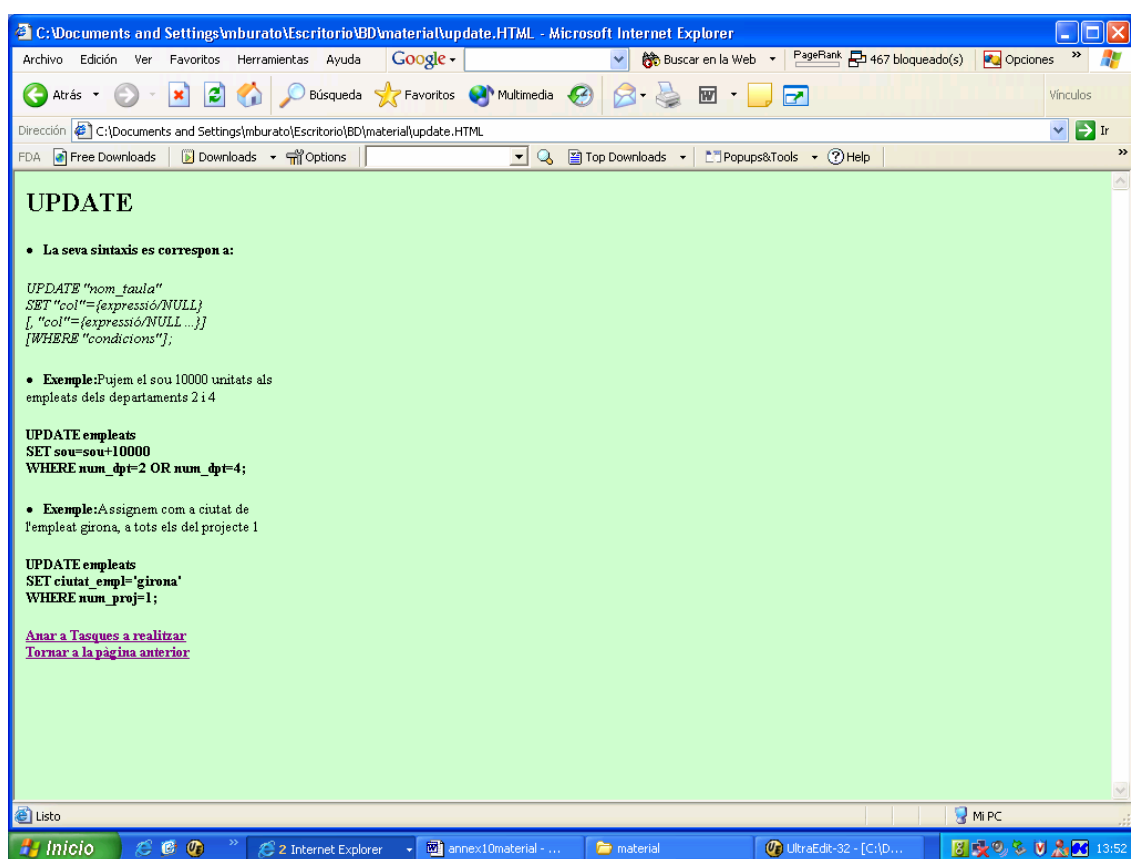 C:\Documents and Settings\mburato\Escritorio\BD\material\update.HTML - Microsoft Internet Explorer
Archivo Edición Ver Favoritos Herramientas Ayuda Google Buscar en la Web PageRank 467 bloqueado(s) Opciones »
Atrás Búsqueda Favoritos Multimedia Vínculos
Dirección C:\Documents and Settings\mburato\Escritorio\BD\material\update.HTML Ir
FDA Free Downloads Downloads Options Top Downloads Popups&Tools Help »
UPDATE
• La seva sintaxis es correspon a:
UPDATE "nom_taula"
SET "col"={expressió/NULL}
[, "col"={expressió/NULL ...}]
[WHERE "condicions"];
• Exemple:Pujem el sou 10000 unitats als
empleats dels departaments 2 i 4
UPDATE empleats
SET sou=sou+10000
WHERE num_dpt=2 OR num_dpt=4;
• Exemple:Assignem com a ciutat de
l'empleat girona, a tots els del projecte 1
UPDATE empleats
SET ciutat_empl='girona'
WHERE num_proj=1;
Anar a Tasques a realitzar
Tornar a la pàgina anterior
Listo Mi PC
Inicio » 2 Internet Explorer annex10material - ... material UltraEdit-32 - [C:\D... 13:52